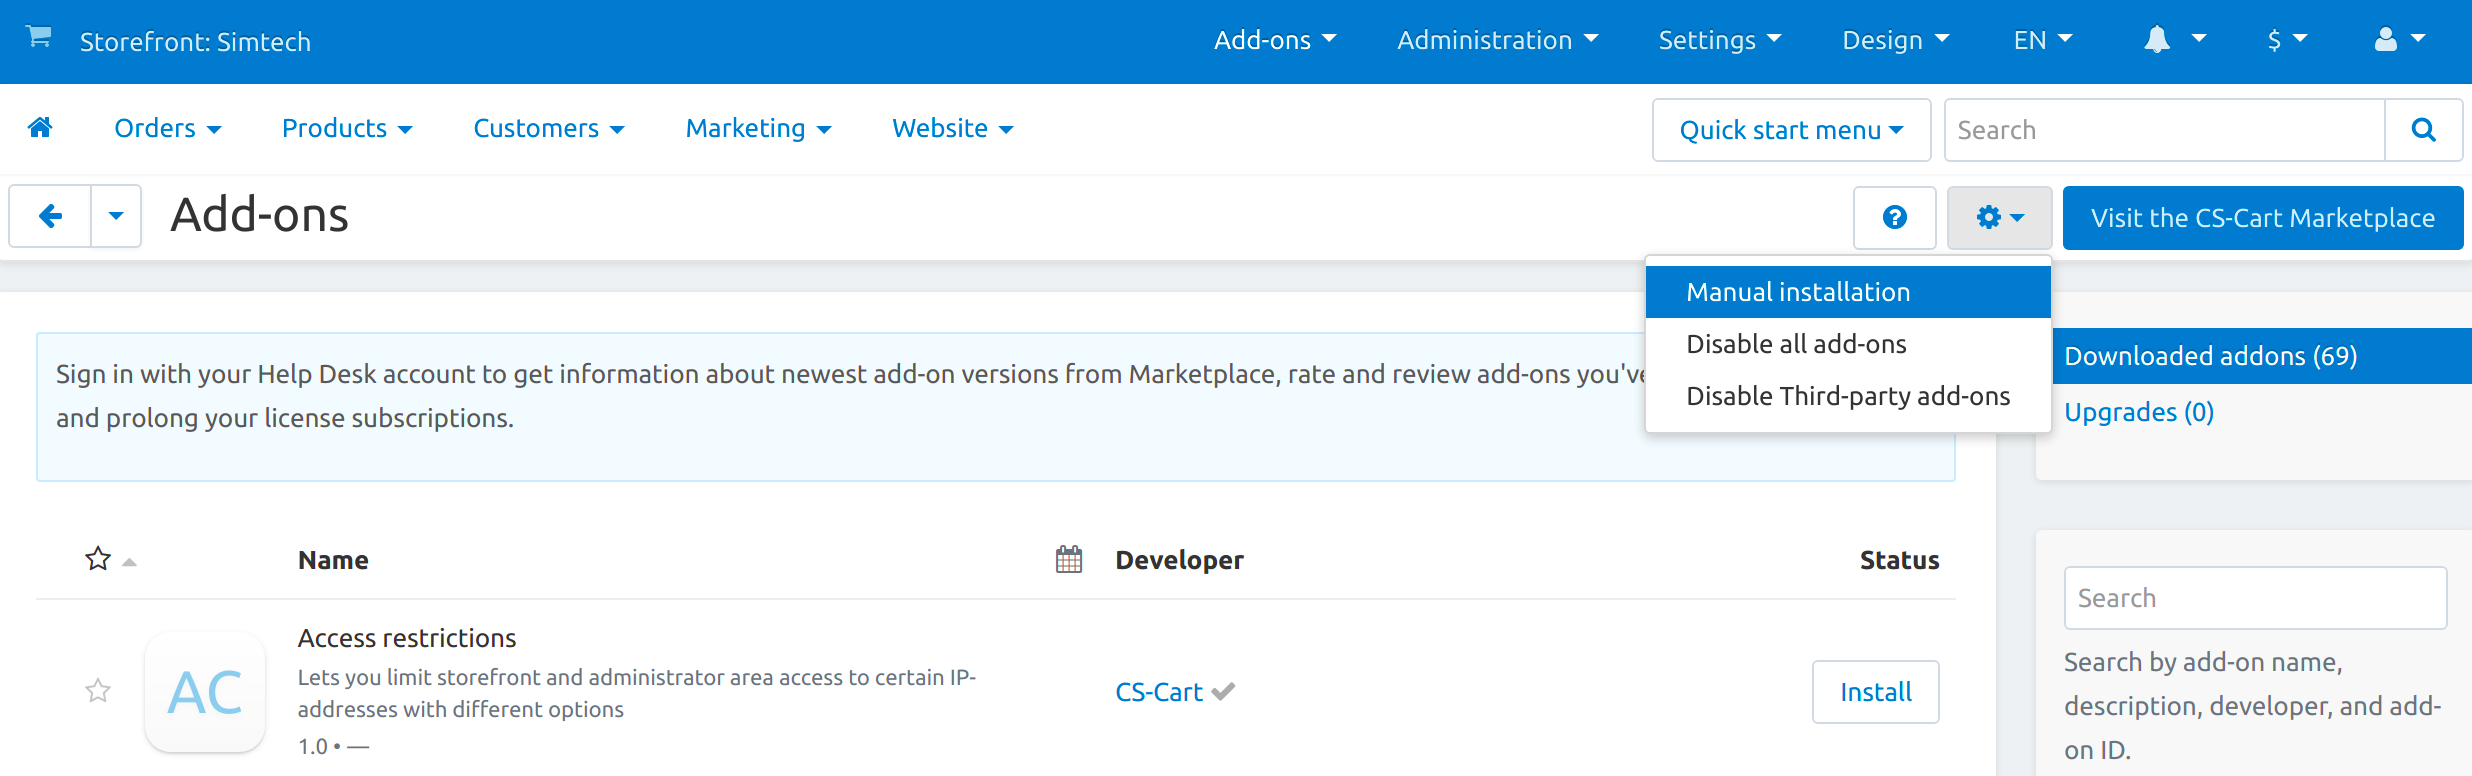 Storefront: Simtech
Add-ons
Administration
Settings
Design
EN
$
Orders
Products
Customers
Marketing
Website
Quick start menu
Search
Add-ons
Visit the CS-Cart Marketplace
Manual installation
Disable all add-ons
Disable Third-party add-ons
Sign in with your Help Desk account to get information about newest add-on versions from Marketplace, rate and review add-ons you've
and prolong your license subscriptions.
Downloaded addons (69)
Upgrades (0)
Name
Developer
Status
AC
Access restrictions
Lets you limit storefront and administrator area access to certain IP-
addresses with different options
1.0 • —
CS-Cart
Install
Search
Search by add-on name,
description, developer, and add-
on ID.